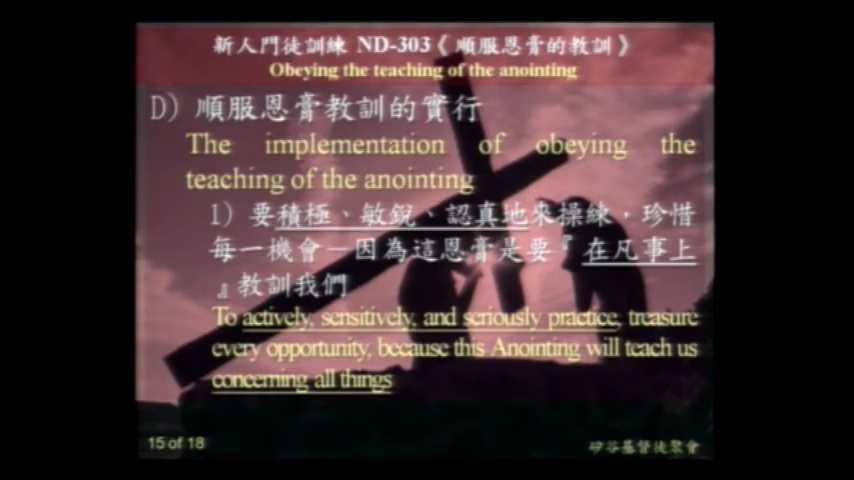 新人門徒訓練 ND-303《順服恩膏的教訓》
Obeying the teaching of the anointing
D) 順服恩膏教訓的實行
The implementation of obeying the
teaching of the anointing
1) 要積極、敏銳、認真地來操練，珍惜
每一機會－因為這恩膏是要『在凡事上
』教訓我們
To actively, sensitively, and seriously practice, treasure
every opportunity, because this Anointing will teach us
concerning all things
15 of 18
矽谷基督徒聚會